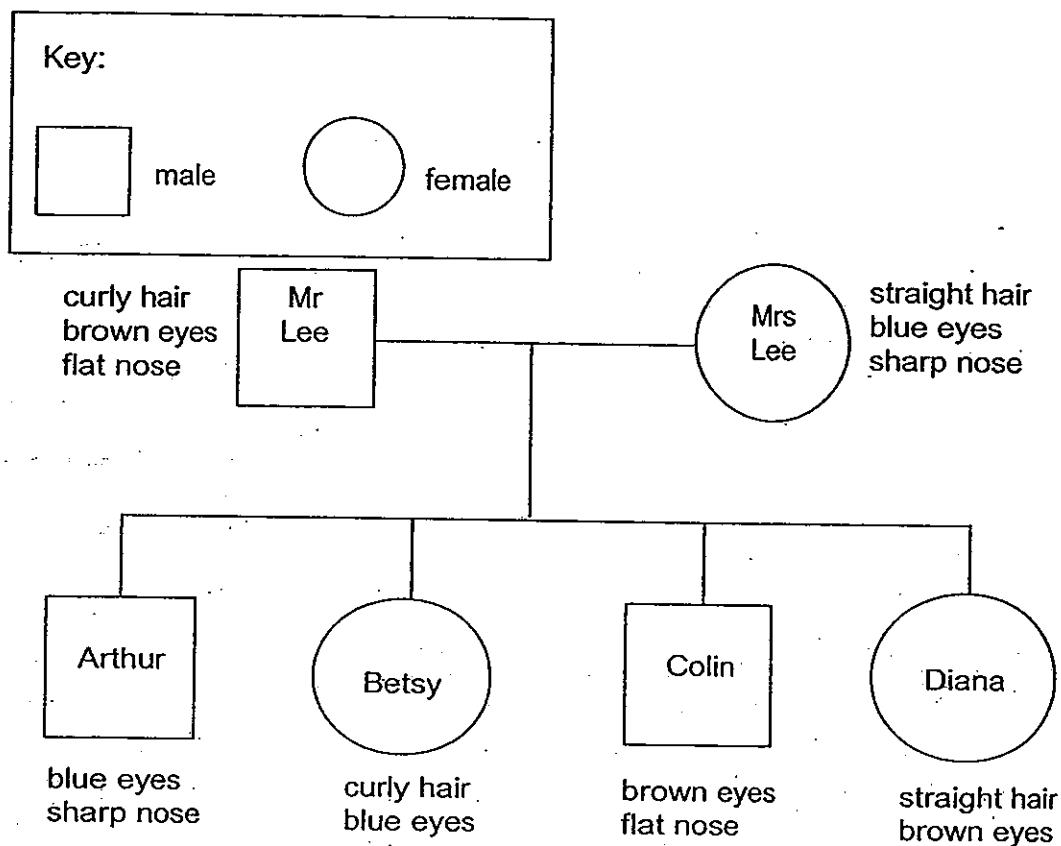 Key:
male
female
curly hair
brown eyes
flat nose
Mr
Lee
Mrs
Lee
straight hair
blue eyes
sharp nose
Arthur
Betsy
Colin
Diana
blue eyes
sharp nose
curly hair
blue eyes
brown eyes
flat nose
straight hair
brown eyes